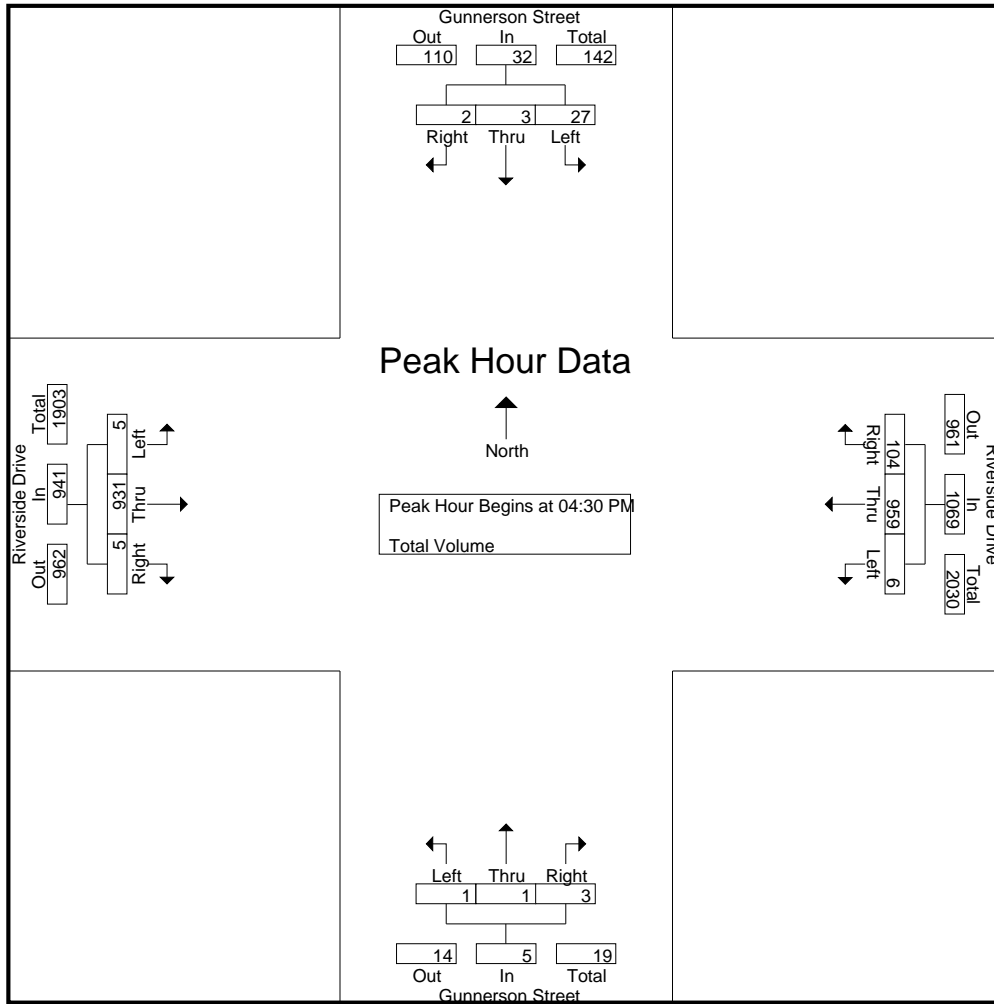 Gunnerson Street
Out In Total
110 32 142
2 3 27
Right Thru Left
Peak Hour Data
North
Peak Hour Begins at 04:30 PM
Total Volume
Riverside Drive
Out In Total
962 941 1903
5 931 5
Right Thru Left
Riverside Drive
Out In Total
961 1069 2030
104 959 6
Right Thru Left
Left Thru Right
1 1 3
14 5 19
Out In Total
Gunnerson Street